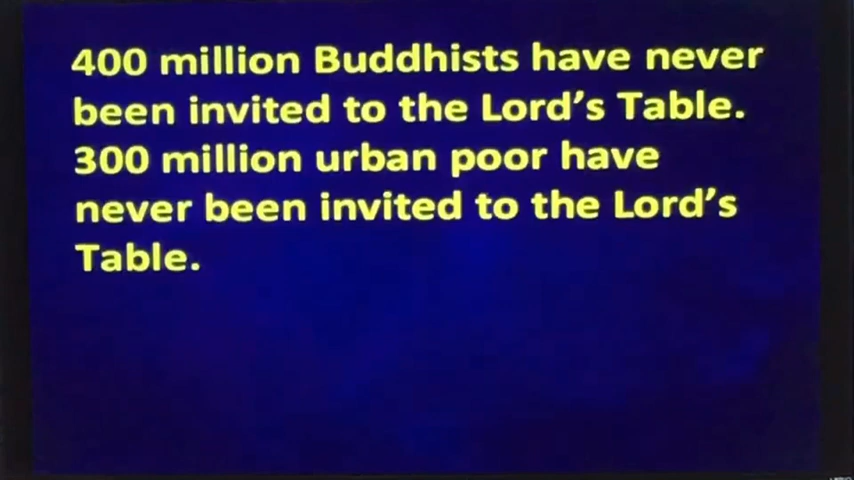 400 million Buddhists have never
been invited to the Lord's Table.
300 million urban poor have
never been invited to the Lord's
Table.